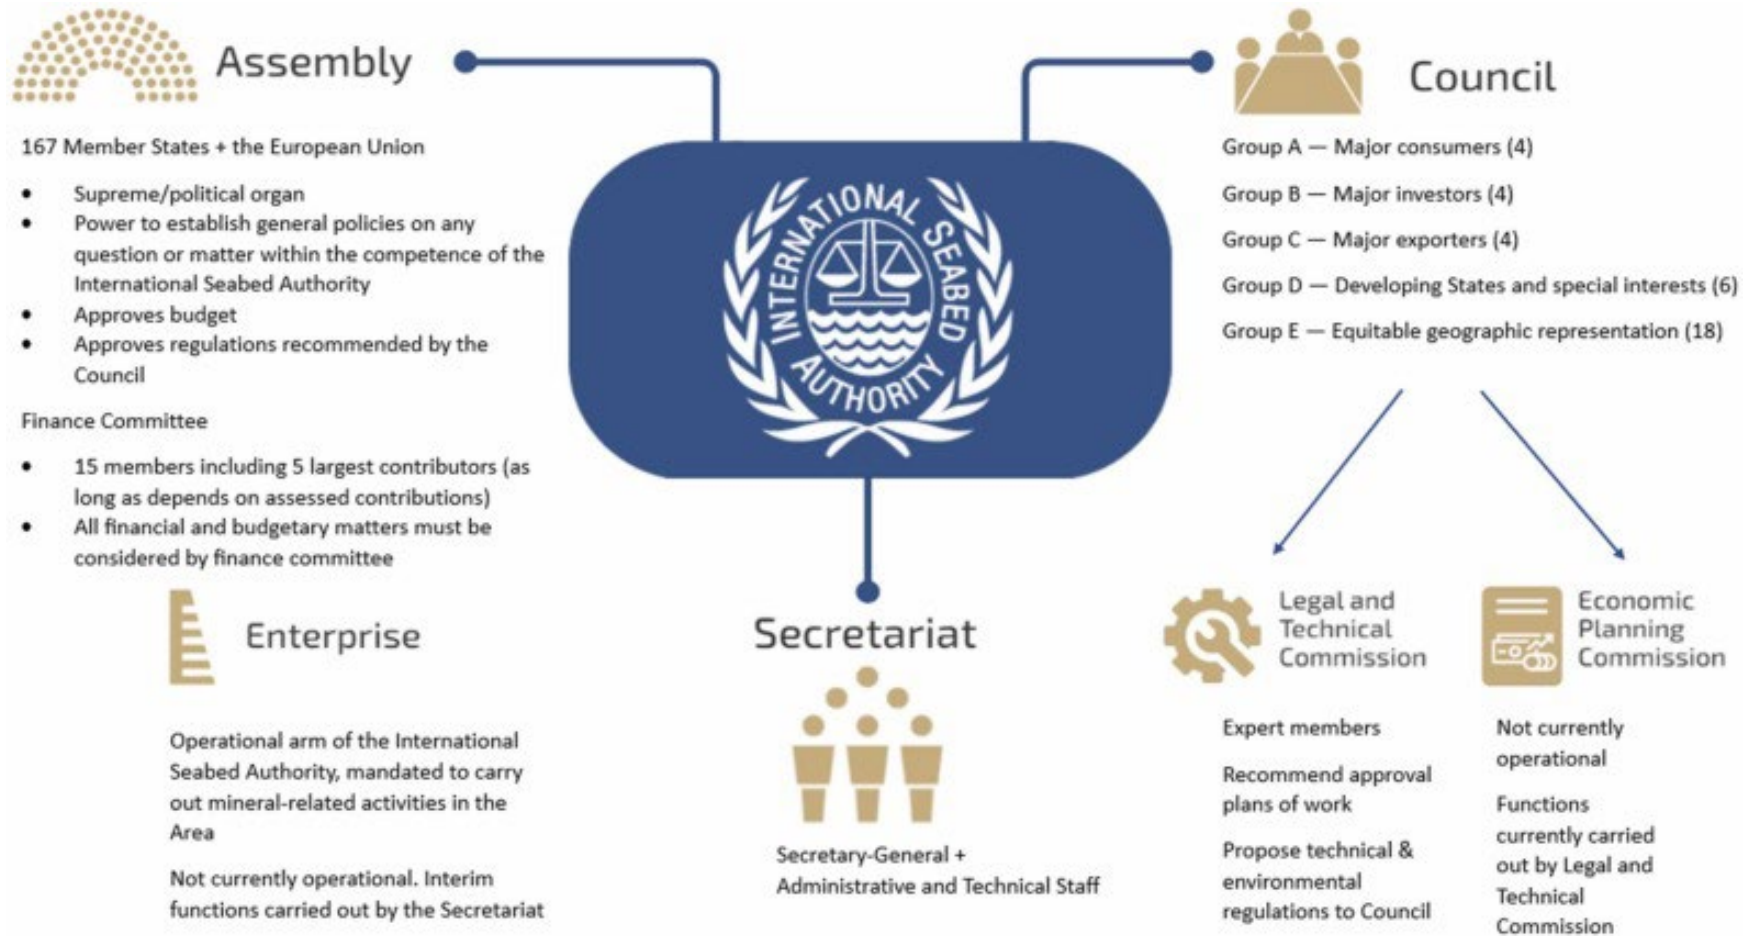 Assembly
167 Member States + the European Union
• Supreme/political organ
• Power to establish general policies on any
question or matter within the competence of the
International Seabed Authority
• Approves budget
• Approves regulations recommended by the
Council
Finance Committee
• 15 members including 5 largest contributors (as
long as depends on assessed contributions)
• All financial and budgetary matters must be
considered by finance committee
Enterprise
Operational arm of the International
Seabed Authority, mandated to carry
out mineral-related activities in the
Area
Not currently operational. Interim
functions carried out by the Secretariat
INTERNATIONAL SEABED
AUTHORITY
Secretariat
Secretary-General +
Administrative and Technical Staff
Council
Group A — Major consumers (4)
Group B — Major investors (4)
Group C — Major exporters (4)
Group D — Developing States and special interests (6)
Group E — Equitable geographic representation (18)
Legal and
Technical
Commission
Expert members
Recommend approval
plans of work
Propose technical &
environmental
regulations to Council
Economic
Planning
Commission
Not currently
operational
Functions
currently carried
out by Legal and
Technical
Commission